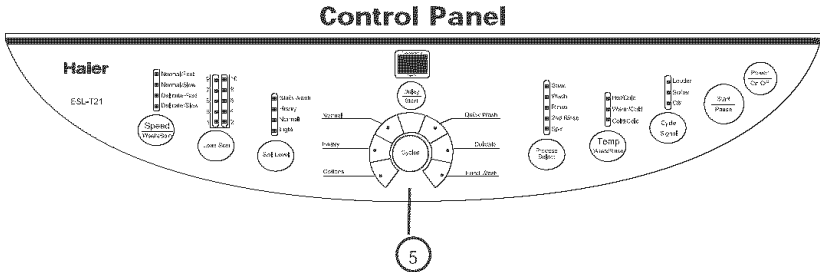 Control Panel
Haier
ESL-T21
Normal/Fast
Normal/Slow
Delicate/Fast
Delicate/Slow
Speed
Wash/Spin
Load Size
Stain-wash
Heavy
Normal
Light
Soil Level
Delay
Start
Normal
Heavy
Cycles
Quick Wash
Delicate
Hand Wash
Soak
Wash
Rinse
2nd Rinse
Spin
Process
Select
Hot/Cold
Warm/Cold
Cold/Cold
Temp
Wash/Rinse
Louder
Softer
Off
Cycle
Signal
Start
Pause
Power
On Off
5